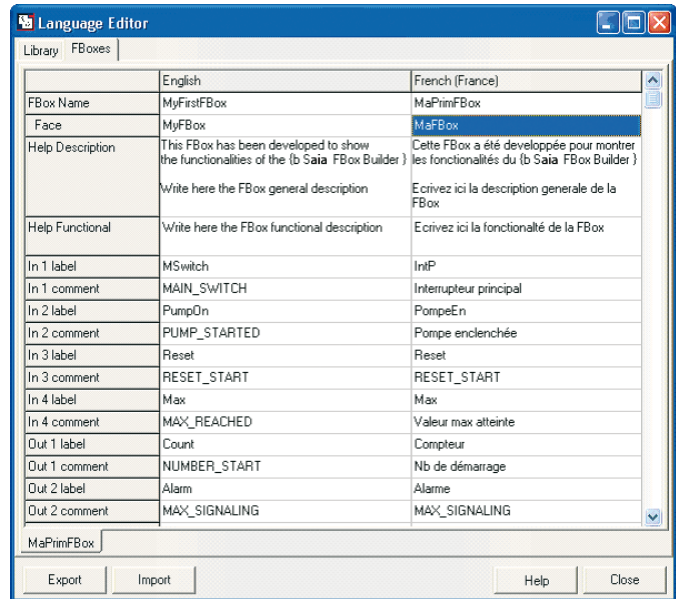 Language Editor
Library FBoxes
English French (France)
FBox Name MyFirstFBox MaPrimFBox
Face MyFBox MaFBox
Help Description This FBox has been developed to show Cette FBox a été developpée pour montrer
the functionalities of the {b Saia FBox Builder } les fonctionalités du {b Saia FBox Builder }
Write here the FBox general description Ecrivez ici la description generale de la
FBox
Help Functional Write here the FBox functional description Ecrivez ici la fonctionalté de la FBox
In 1 label MSwitch IntP
In 1 comment MAIN_SWITCH Interrupteur principal
In 2 label PumpOn PompeEn
In 2 comment PUMP_STARTED Pompe enclenchée
In 3 label Reset Reset
In 3 comment RESET_START RESET_START
In 4 label Max Max
In 4 comment MAX_REACHED Valeur max atteinte
Out 1 label Count Compteur
Out 1 comment NUMBER_START Nb de démarrage
Out 2 label Alarm Alarme
Out 2 comment MAX_SIGNALING MAX_SIGNALING
MaPrimFBox
Export Import Help Close